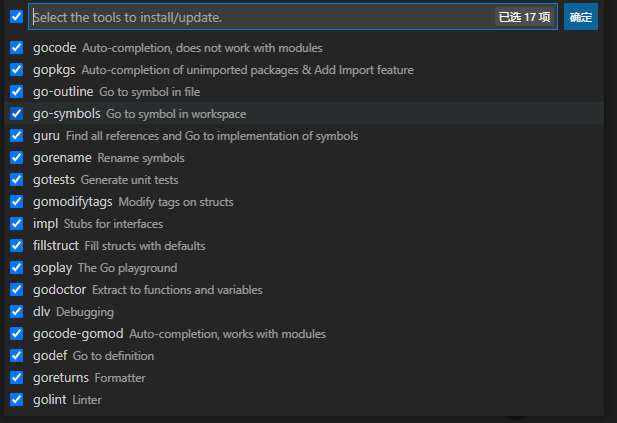 Select the tools to install/update. 已选 17 项 确定
gocode Auto-completion, does not work with modules
gopkgs Auto-completion of unimported packages & Add Import feature
go-outline Go to symbol in file
go-symbols Go to symbol in workspace
guru Find all references and Go to implementation of symbols
gorename Rename symbols
gotests Generate unit tests
gomodifytags Modify tags on structs
impl Stubs for interfaces
fillstruct Fill structs with defaults
goplay The Go playground
godoctor Extract to functions and variables
dlv Debugging
gocode-gomod Auto-completion, works with modules
godef Go to definition
goreturns Formatter
golint Linter